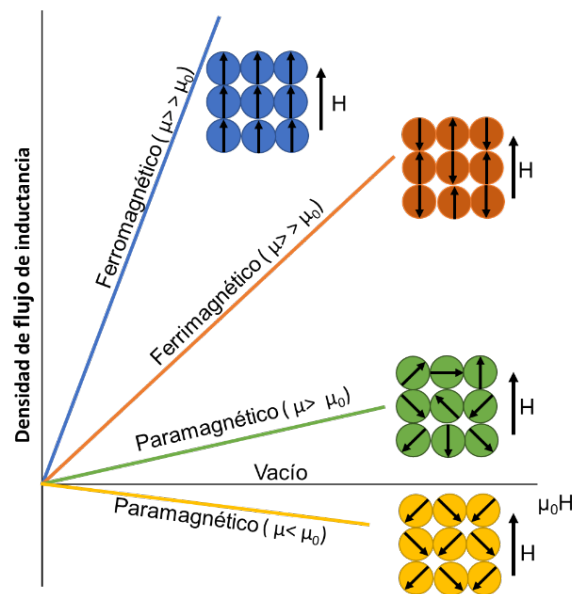 Densidad de flujo de inductancia
Ferromagnético ( μ> > μ₀)
H
Ferrimagnético ( μ> > μ₀)
H
Paramagnético ( μ> μ₀)
H
Vacío
μ₀H
Paramagnético ( μ< μ₀)
H